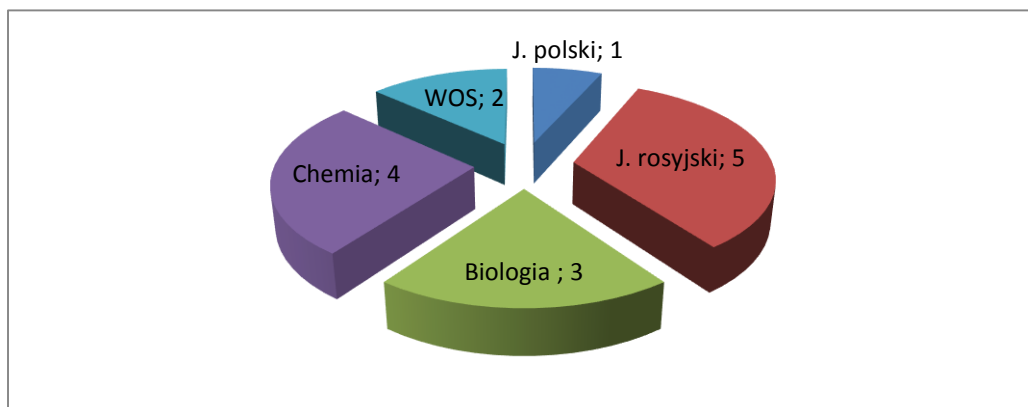 J. polski; 1
WOS; 2
J. rosyjski; 5
Chemia; 4
Biologia ; 3